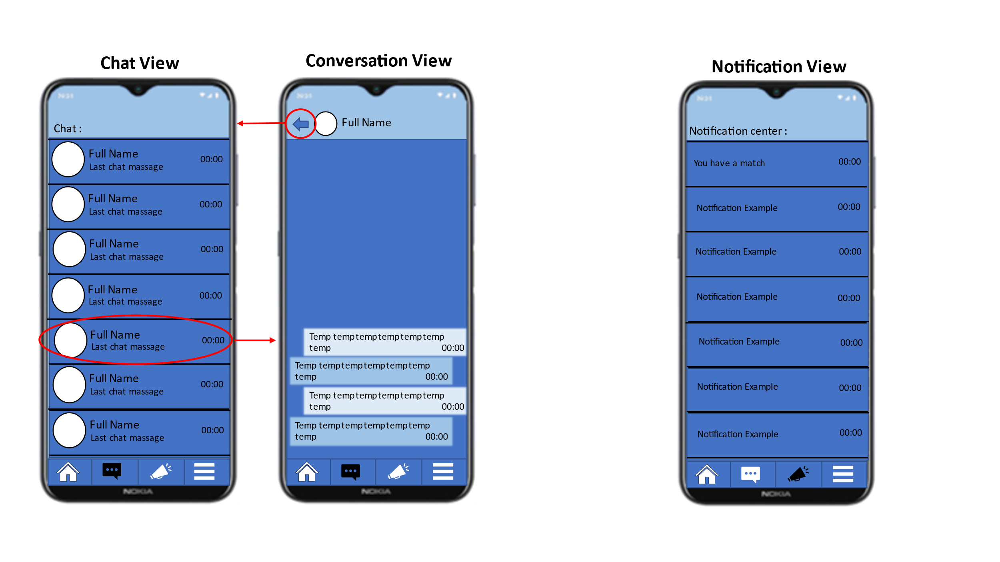 Chat View
Chat :
Full Name
Last chat massage
00:00
Full Name
Last chat massage
00:00
Full Name
Last chat massage
00:00
Full Name
Last chat massage
00:00
Full Name
Last chat massage
00:00
Full Name
Last chat massage
00:00
Full Name
Last chat massage
00:00
NOKIA
Conversation View
Full Name
Temp temptemptemptemptemp
temp 00:00
Temp temptemptemptemptemp
temp 00:00
Temp temptemptemptemptemp
temp 00:00
Temp temptemptemptemptemp
temp 00:00
NOKIA
Notification View
Notification center :
You have a match 00:00
Notification Example 00:00
Notification Example 00:00
Notification Example 00:00
Notification Example 00:00
Notification Example 00:00
Notification Example 00:00
NOKIA